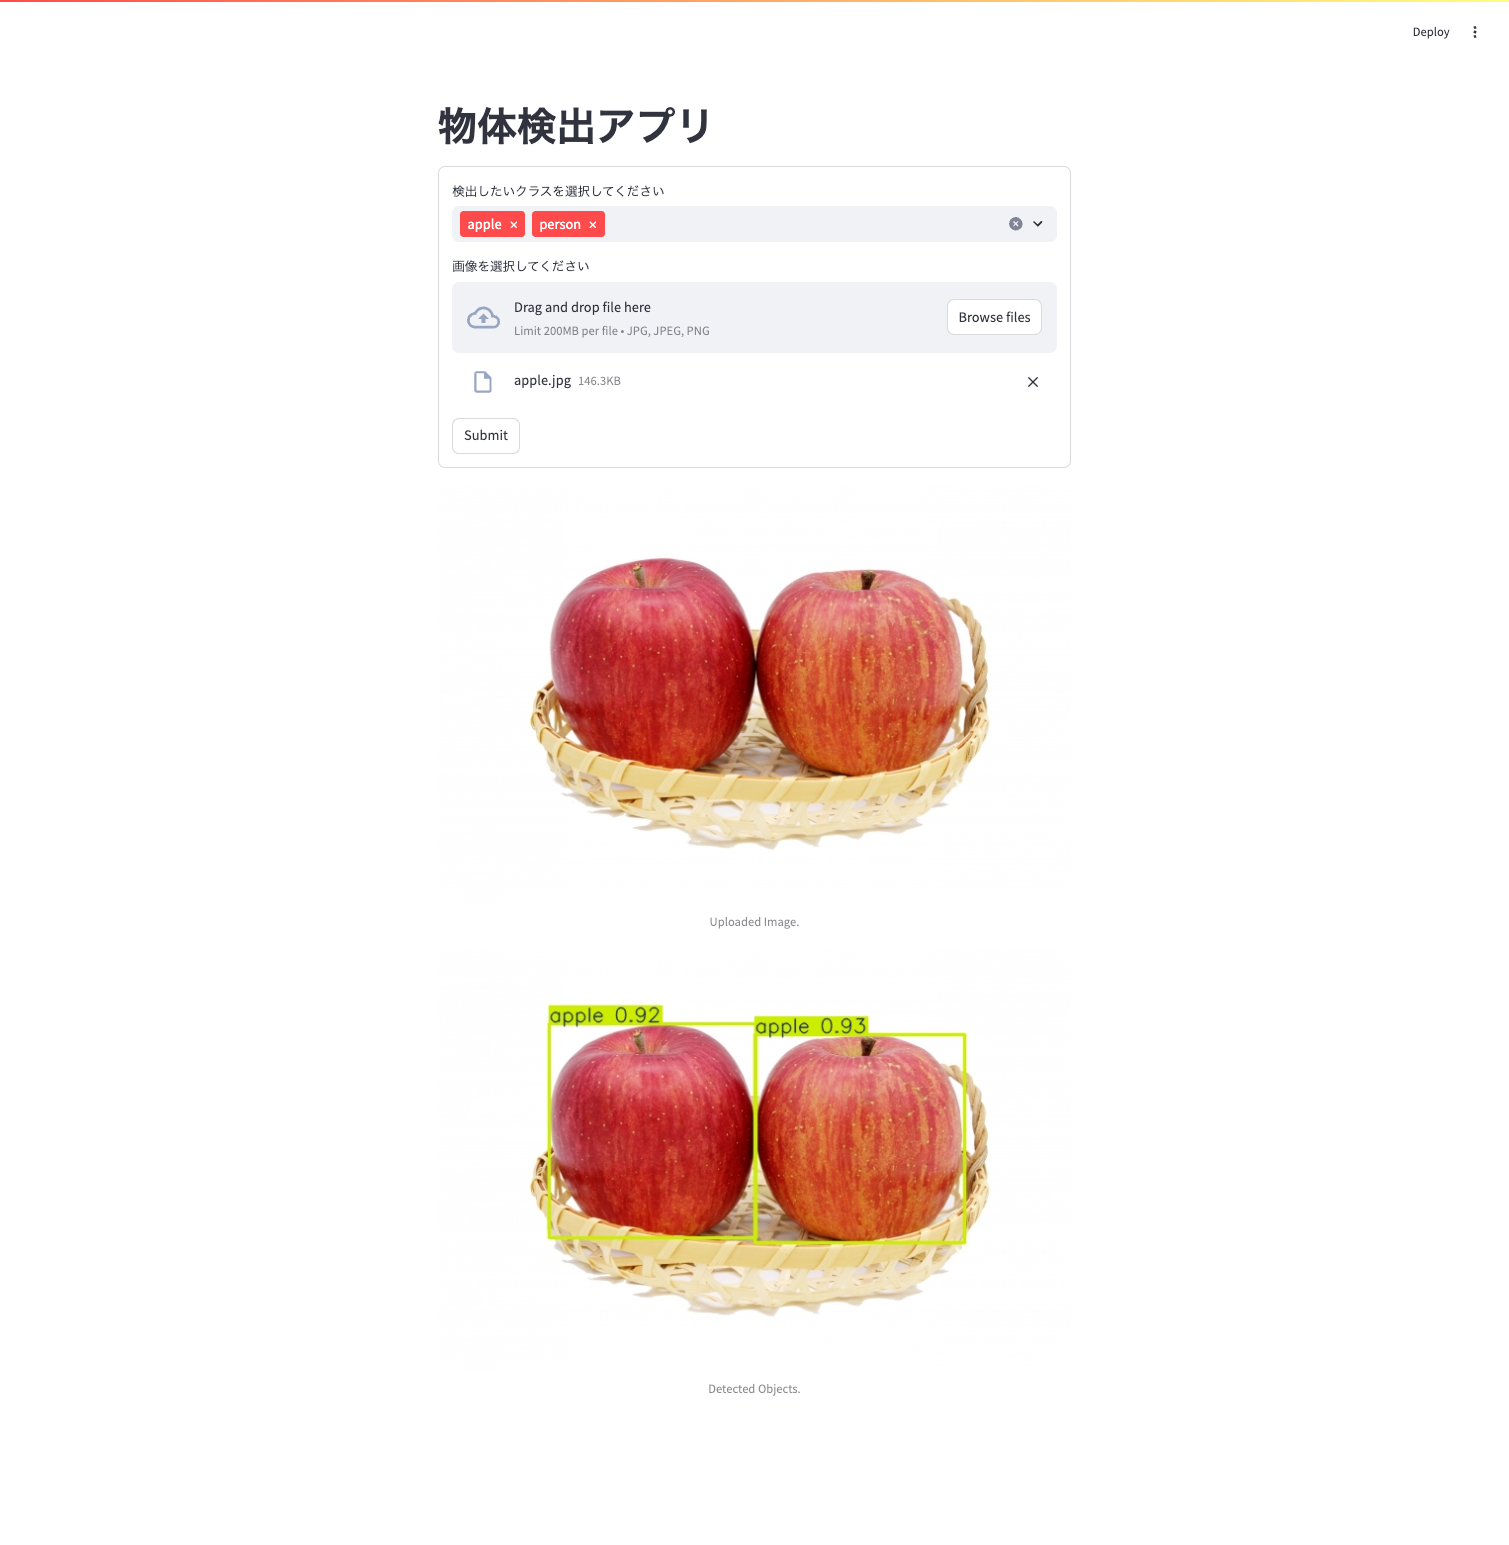 Deploy
物体検出アプリ
検出したいクラスを選択してください
apple × person ×
画像を選択してください
Drag and drop file here
Limit 200MB per file • JPG, JPEG, PNG
Browse files
apple.jpg 146.3KB
Submit
Uploaded Image.
apple 0.92
apple 0.93
Detected Objects.